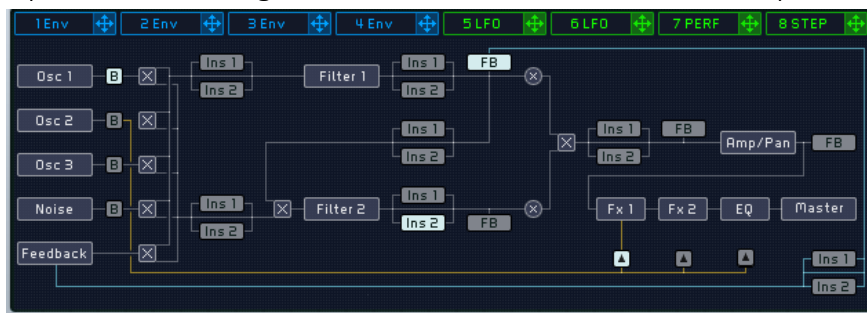 1 Env 2 Env 3 Env 4 Env 5 LFO 6 LFO 7 PERF 8 STEP
Ins 1 Ins 1 FB
Osc 1 B Filter 1
Ins 2 Ins 2
Osc 2 B Ins 1 Ins 1 FB
Amp/Pan FB
Ins 2 Ins 2
Osc 3 B
Ins 1 Ins 1
Noise B Filter 2 Fx 1 Fx 2 EQ Master
Ins 2 Ins 2 FB
Feedback
Ins 1
Ins 2